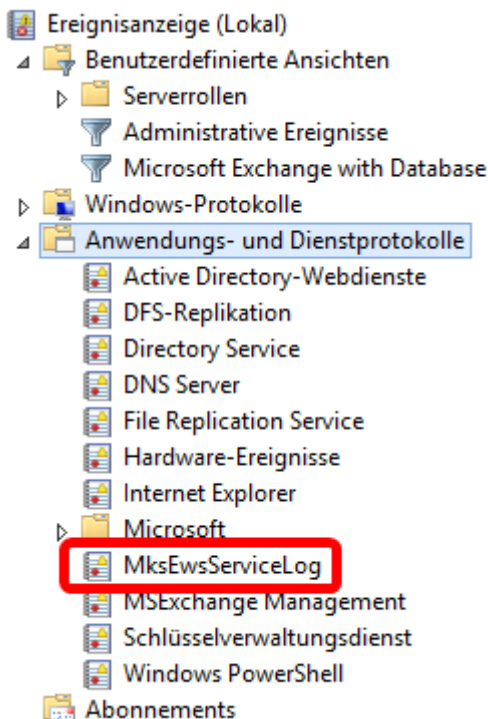 Ereignisanzeige (Lokal)
Benutzerdefinierte Ansichten
Serverrollen
Administrative Ereignisse
Microsoft Exchange with Database
Windows-Protokolle
Anwendungs- und Dienstprotokolle
Active Directory-Webdienste
DFS-Replikation
Directory Service
DNS Server
File Replication Service
Hardware-Ereignisse
Internet Explorer
Microsoft
MksEwsServiceLog
MSExchange Management
Schlüsselverwaltungsdienst
Windows PowerShell
Abonnements